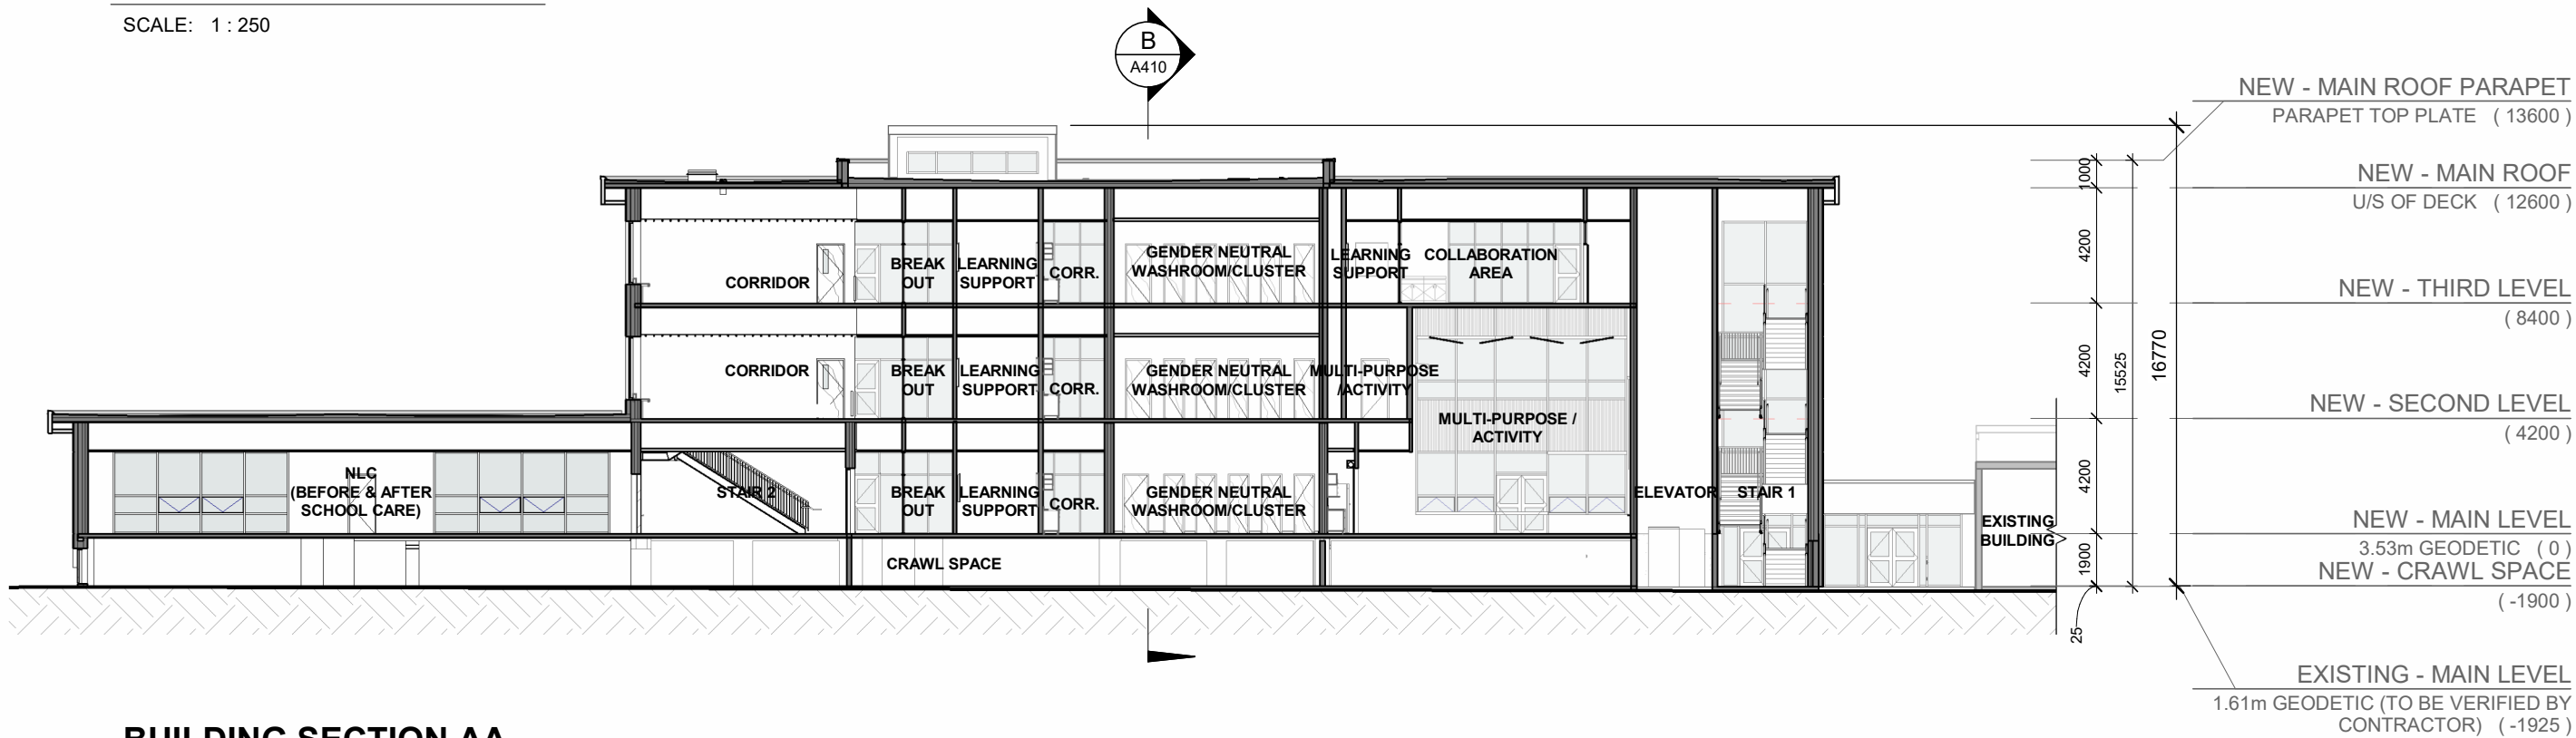 SCALE: 1 : 250
B
A410
NEW - MAIN ROOF PARAPET
PARAPET TOP PLATE ( 13600 )
NEW - MAIN ROOF
U/S OF DECK ( 12600 )
NEW - THIRD LEVEL
( 8400 )
NEW - SECOND LEVEL
( 4200 )
NEW - MAIN LEVEL
3.53m GEODETIC ( 0 )
NEW - CRAWL SPACE
( -1900 )
EXISTING - MAIN LEVEL
1.61m GEODETIC (TO BE VERIFIED BY
CONTRACTOR) ( -1925 )
1000
4200
4200
4200
1900
25
15525
16770
CORRIDOR
BREAK
OUT
LEARNING
SUPPORT
CORR.
GENDER NEUTRAL
WASHROOM/CLUSTER
LEARNING
SUPPORT
COLLABORATION
AREA
CORRIDOR
BREAK
OUT
LEARNING
SUPPORT
CORR.
GENDER NEUTRAL
WASHROOM/CLUSTER
MULTI-PURPOSE
/ACTIVITY
MULTI-PURPOSE /
ACTIVITY
NLC
(BEFORE & AFTER
SCHOOL CARE)
STAIR 2
BREAK
OUT
LEARNING
SUPPORT
CORR.
GENDER NEUTRAL
WASHROOM/CLUSTER
ELEVATOR
STAIR 1
EXISTING
BUILDING
CRAWL SPACE
BUILDING SECTION AA